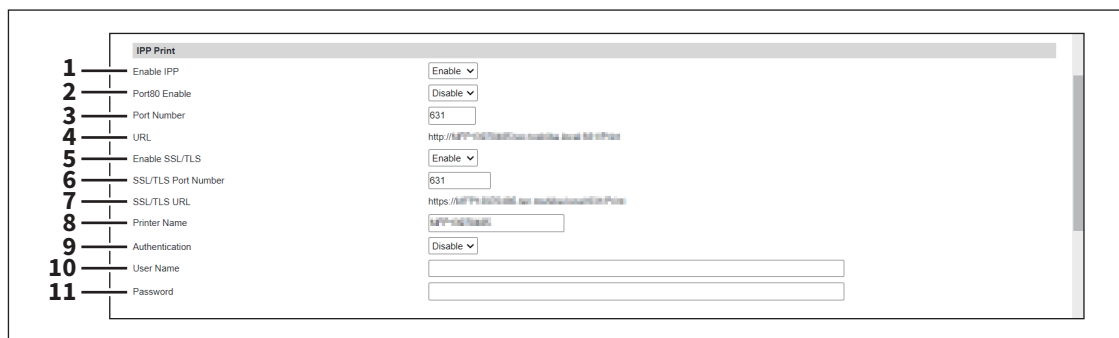 IPP Print
1 Enable IPP Enable
2 Port80 Enable Disable
3 Port Number 631
4 URL http://
5 Enable SSL/TLS Enable
6 SSL/TLS Port Number 631
7 SSL/TLS URL https://
8 Printer Name
9 Authentication Disable
10 User Name
11 Password